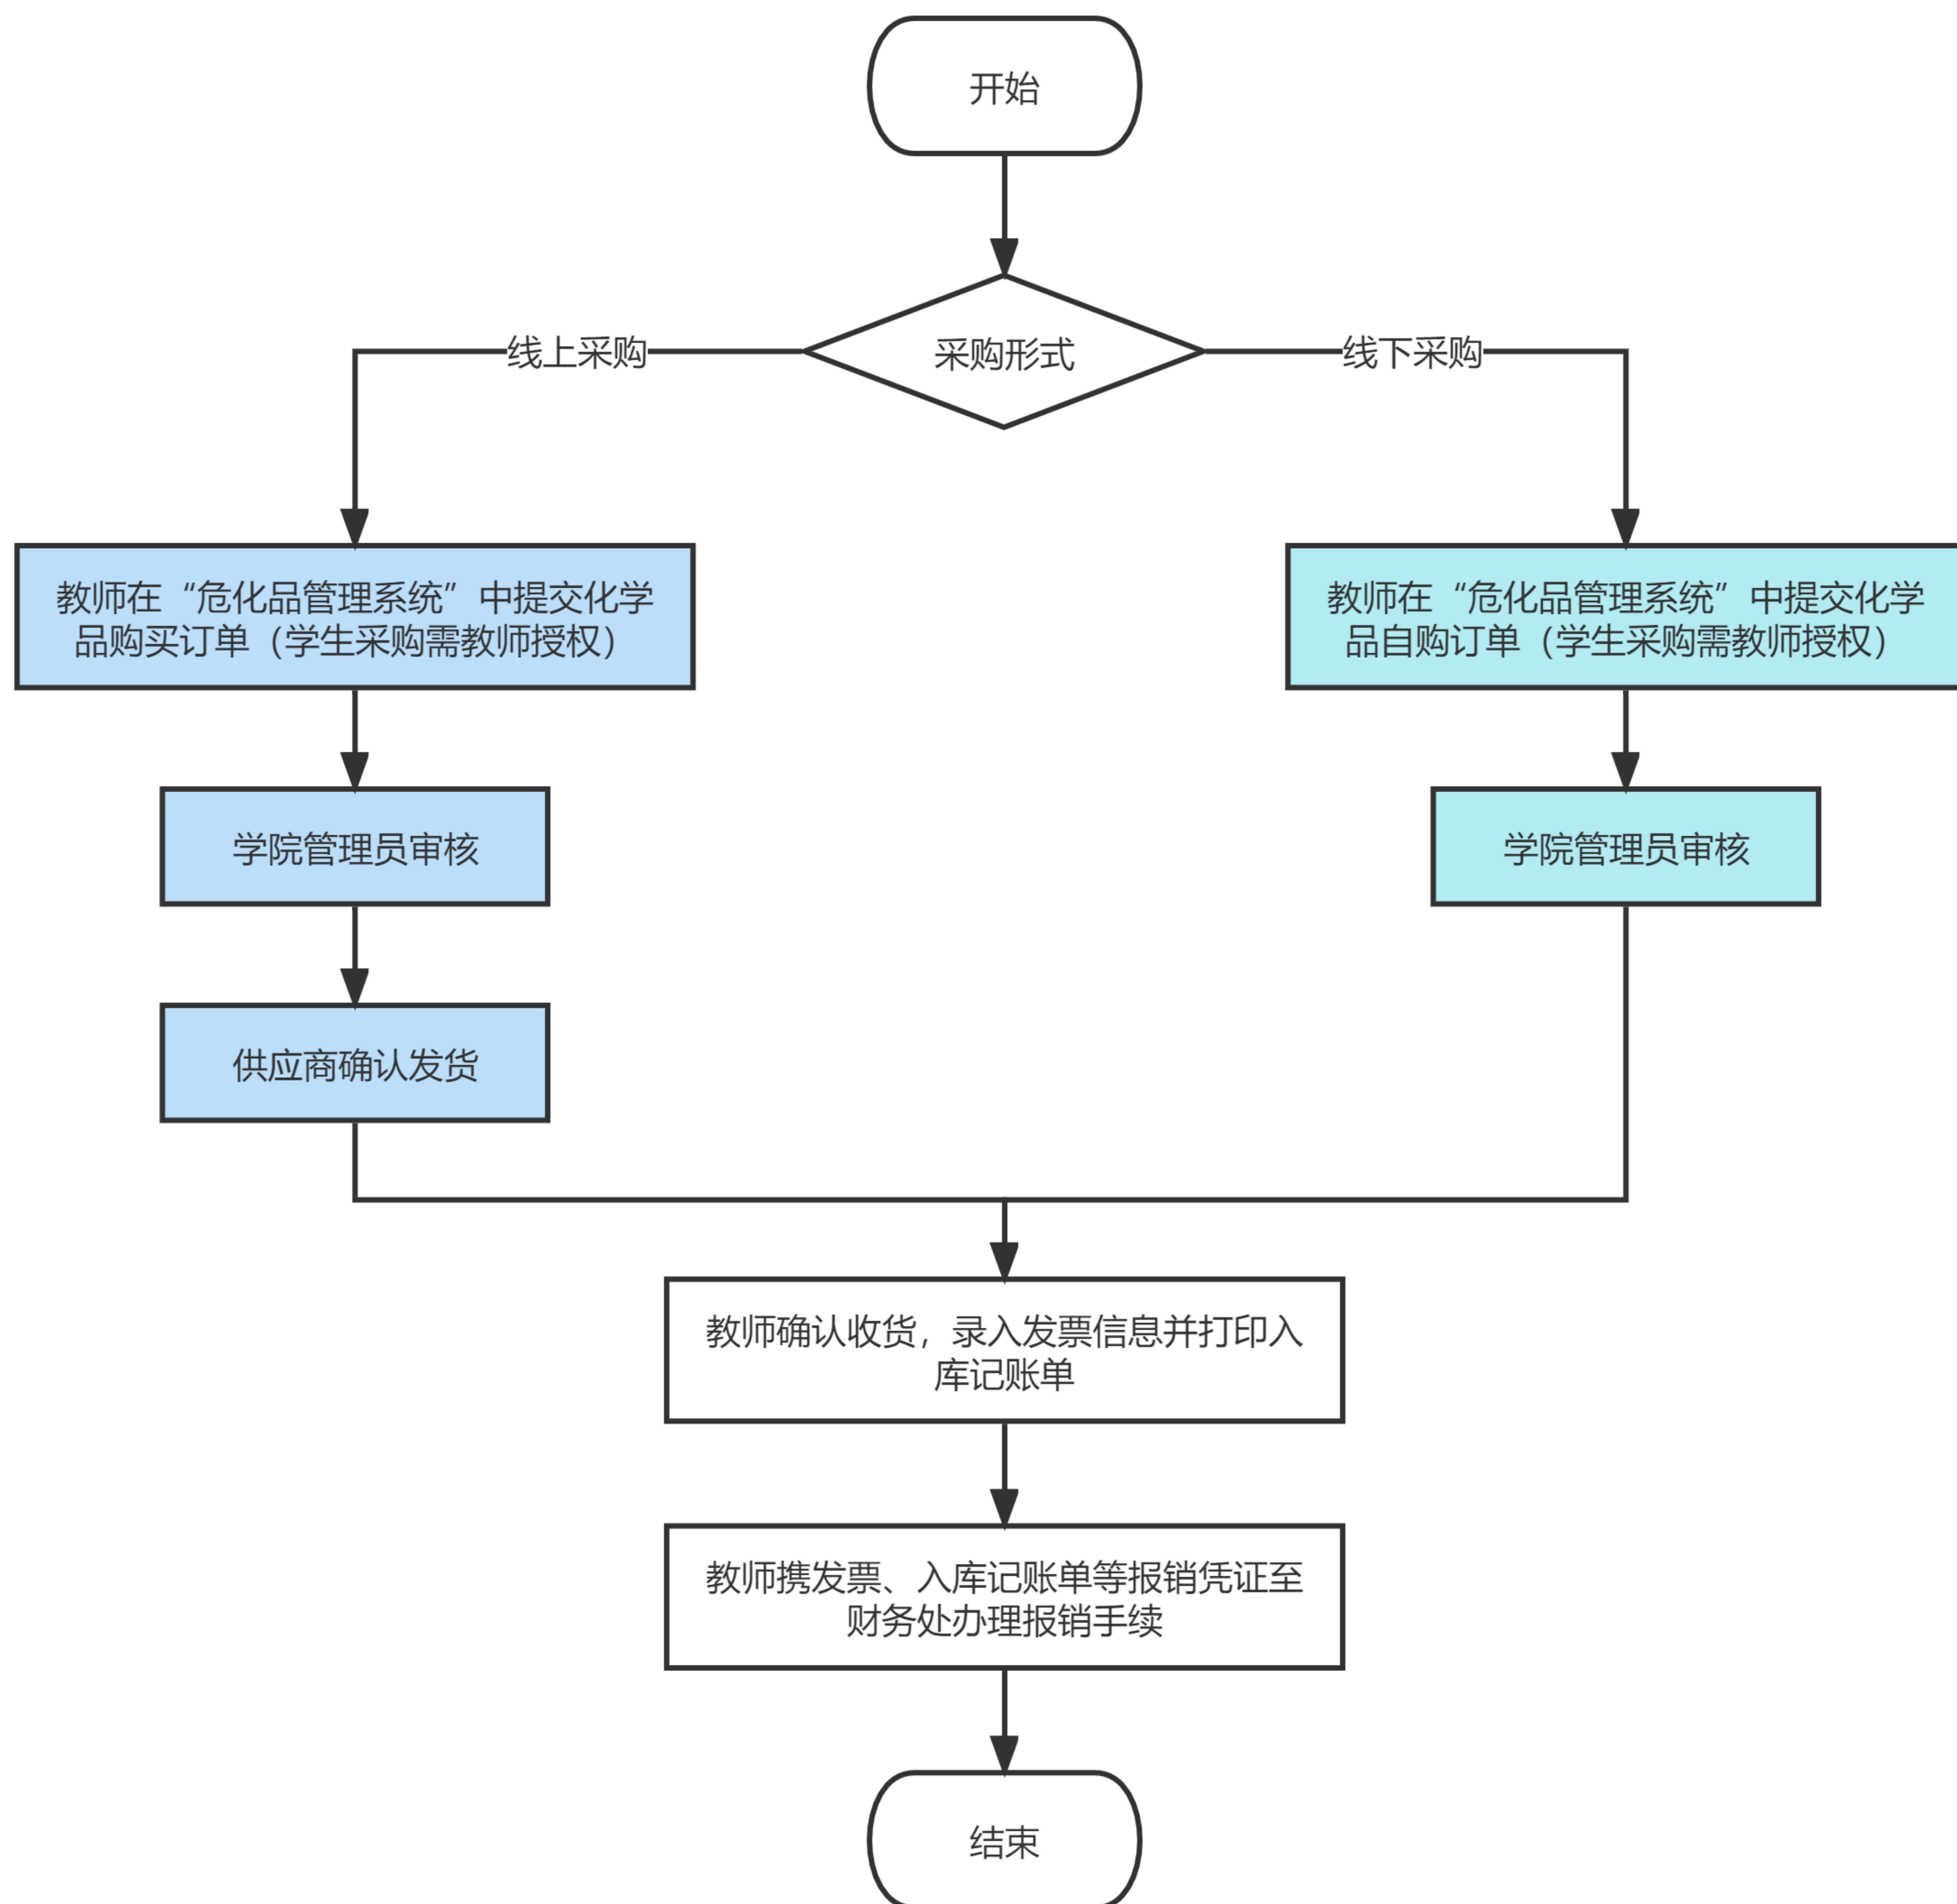 开始
采购形式
线上采购
线下采购
教师在“危化品管理系统”中提交化学
品购买订单（学生采购需教师授权）
教师在“危化品管理系统”中提交化学
品自购订单（学生采购需教师授权）
学院管理员审核
学院管理员审核
供应商确认发货
教师确认收货，录入发票信息并打印入
库记账单
教师携发票、入库记账单等报销凭证至
财务处办理报销手续
结束